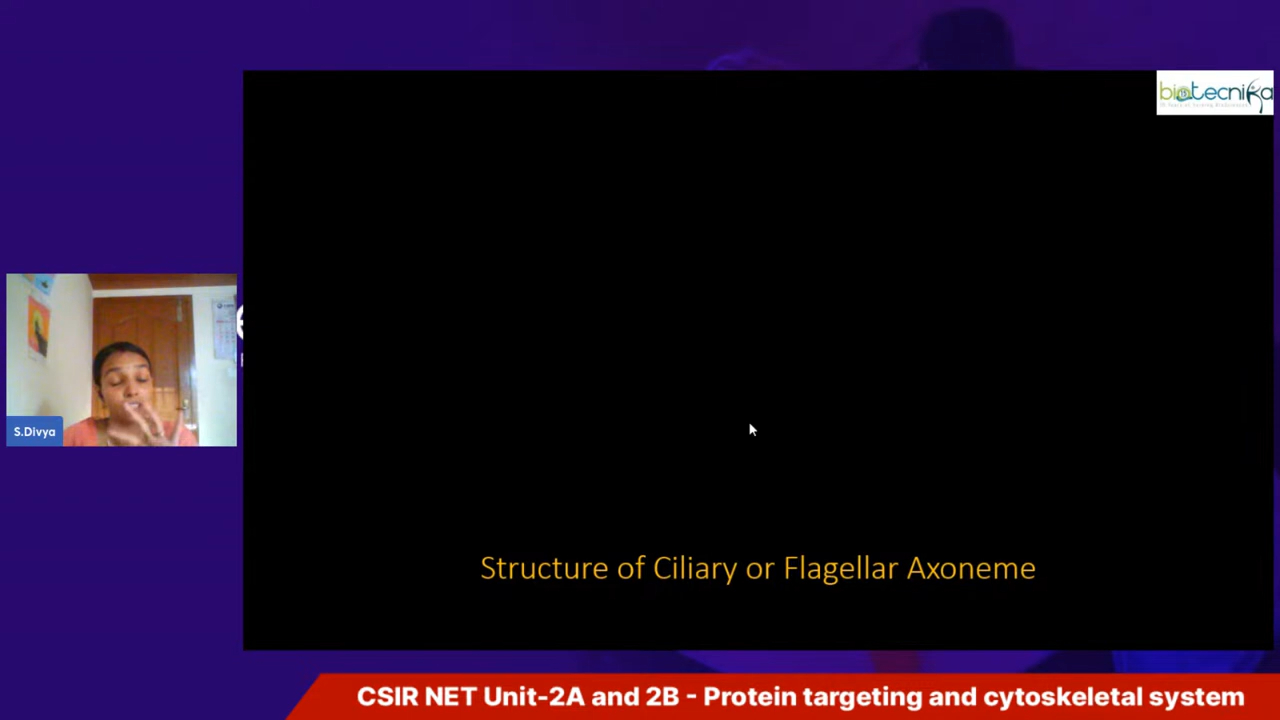 biotecnika
S.Divya
Structure of Ciliary or Flagellar Axoneme
CSIR NET Unit-2A and 2B - Protein targeting and cytoskeletal system